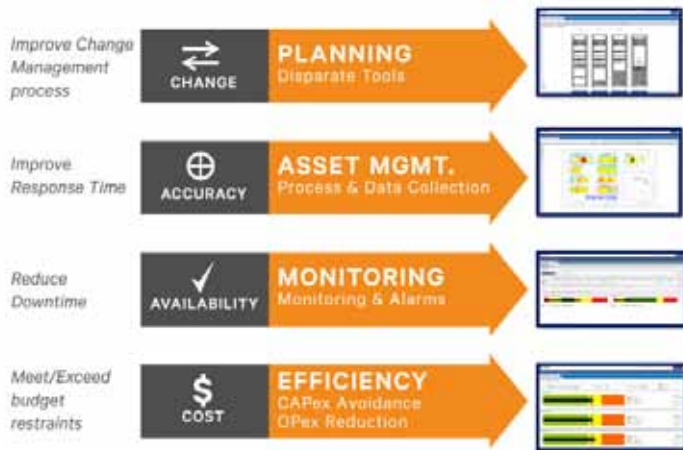 Improve Change
Management
process
CHANGE
PLANNING
Disparate Tools
Improve
Response Time
ACCURACY
ASSET MGMT.
Process & Data Collection
Reduce
Downtime
AVAILABILITY
MONITORING
Monitoring & Alarms
Meet/Exceed
budget
restraints
$
COST
EFFICIENCY
CAPex Avoidance
OPex Reduction